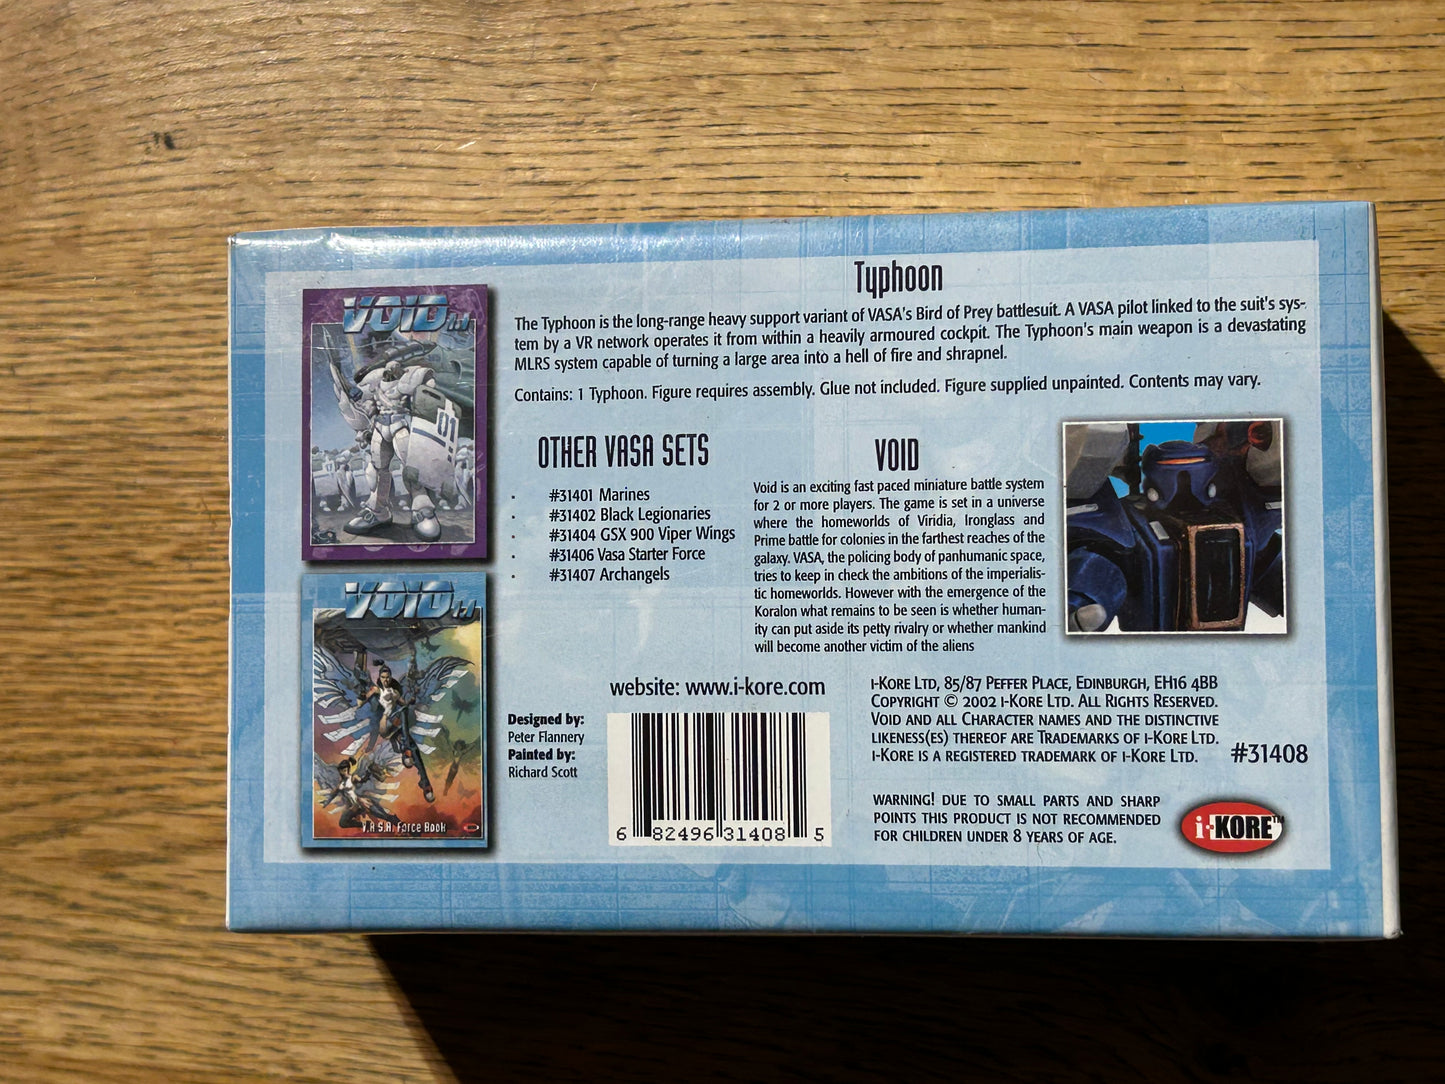 Typhoon
The Typhoon is the long-range heavy support variant of VASA's Bird of Prey battlesuit. A VASA pilot linked to the suit's sys-
tem by a VR network operates it from within a heavily armoured cockpit. The Typhoon's main weapon is a devastating
MLRS system capable of turning a large area into a hell of fire and shrapnel.
Contains: 1 Typhoon. Figure requires assembly. Glue not included. Figure supplied unpainted. Contents may vary.
VOID 1.1
01
VOID 1.1
V.A.S.A. Force Book
OTHER VASA SETS
· #31401 Marines
· #31402 Black Legionaries
· #31404 GSX 900 Viper Wings
· #31406 Vasa Starter Force
· #31407 Archangels
VOID
Void is an exciting fast paced miniature battle system
for 2 or more players. The game is set in a universe
where the homeworlds of Viridia, Ironglass and
Prime battle for colonies in the farthest reaches of the
galaxy. VASA, the policing body of panhumanic space,
tries to keep in check the ambitions of the imperialis-
tic homeworlds. However with the emergence of the
Koralon what remains to be seen is whether human-
ity can put aside its petty rivalry or whether mankind
will become another victim of the aliens
website: www.i-kore.com
Designed by:
Peter Flannery
Painted by:
Richard Scott
6 82496 31408 5
i-Kore Ltd, 85/87 Peffer Place, Edinburgh, EH16 4BB
Copyright © 2002 i-Kore Ltd. All Rights Reserved.
Void and all Character names and the distinctive
likeness(es) thereof are Trademarks of i-Kore Ltd.
i-Kore is a registered trademark of i-Kore Ltd.
#31408
WARNING! DUE TO SMALL PARTS AND SHARP
POINTS THIS PRODUCT IS NOT RECOMMENDED
FOR CHILDREN UNDER 8 YEARS OF AGE.
i-KORE™